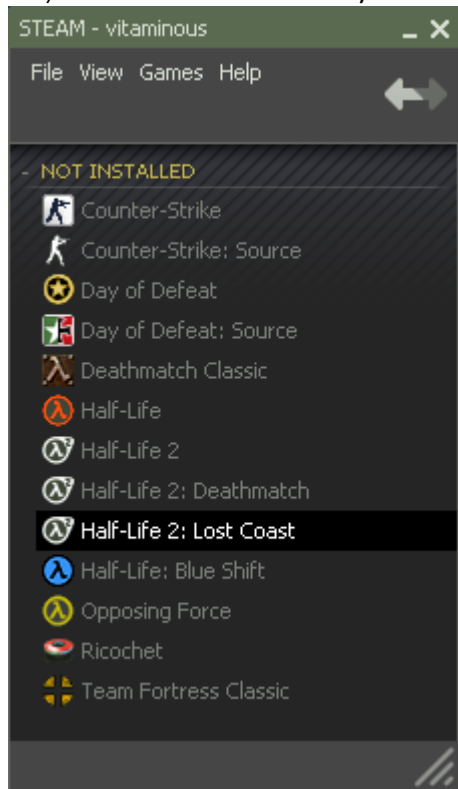 STEAM - vitaminous
File View Games Help
- NOT INSTALLED
Counter-Strike
Counter-Strike: Source
Day of Defeat
Day of Defeat: Source
Deathmatch Classic
Half-Life
Half-Life 2
Half-Life 2: Deathmatch
Half-Life 2: Lost Coast
Half-Life: Blue Shift
Opposing Force
Ricochet
Team Fortress Classic